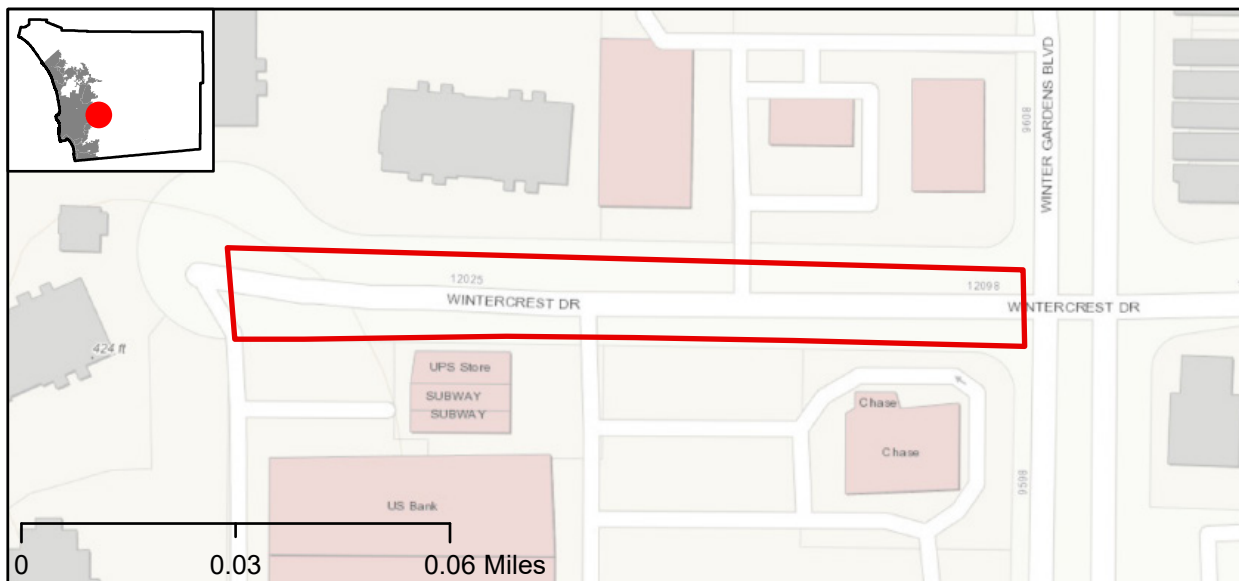 WINTER GARDENS BLVD
9608
12025
12098
WINTERCREST DR
WINTERCREST DR
424 ft
UPS Store
SUBWAY
SUBWAY
Chase
Chase
9598
US Bank
0
0.03
0.06 Miles